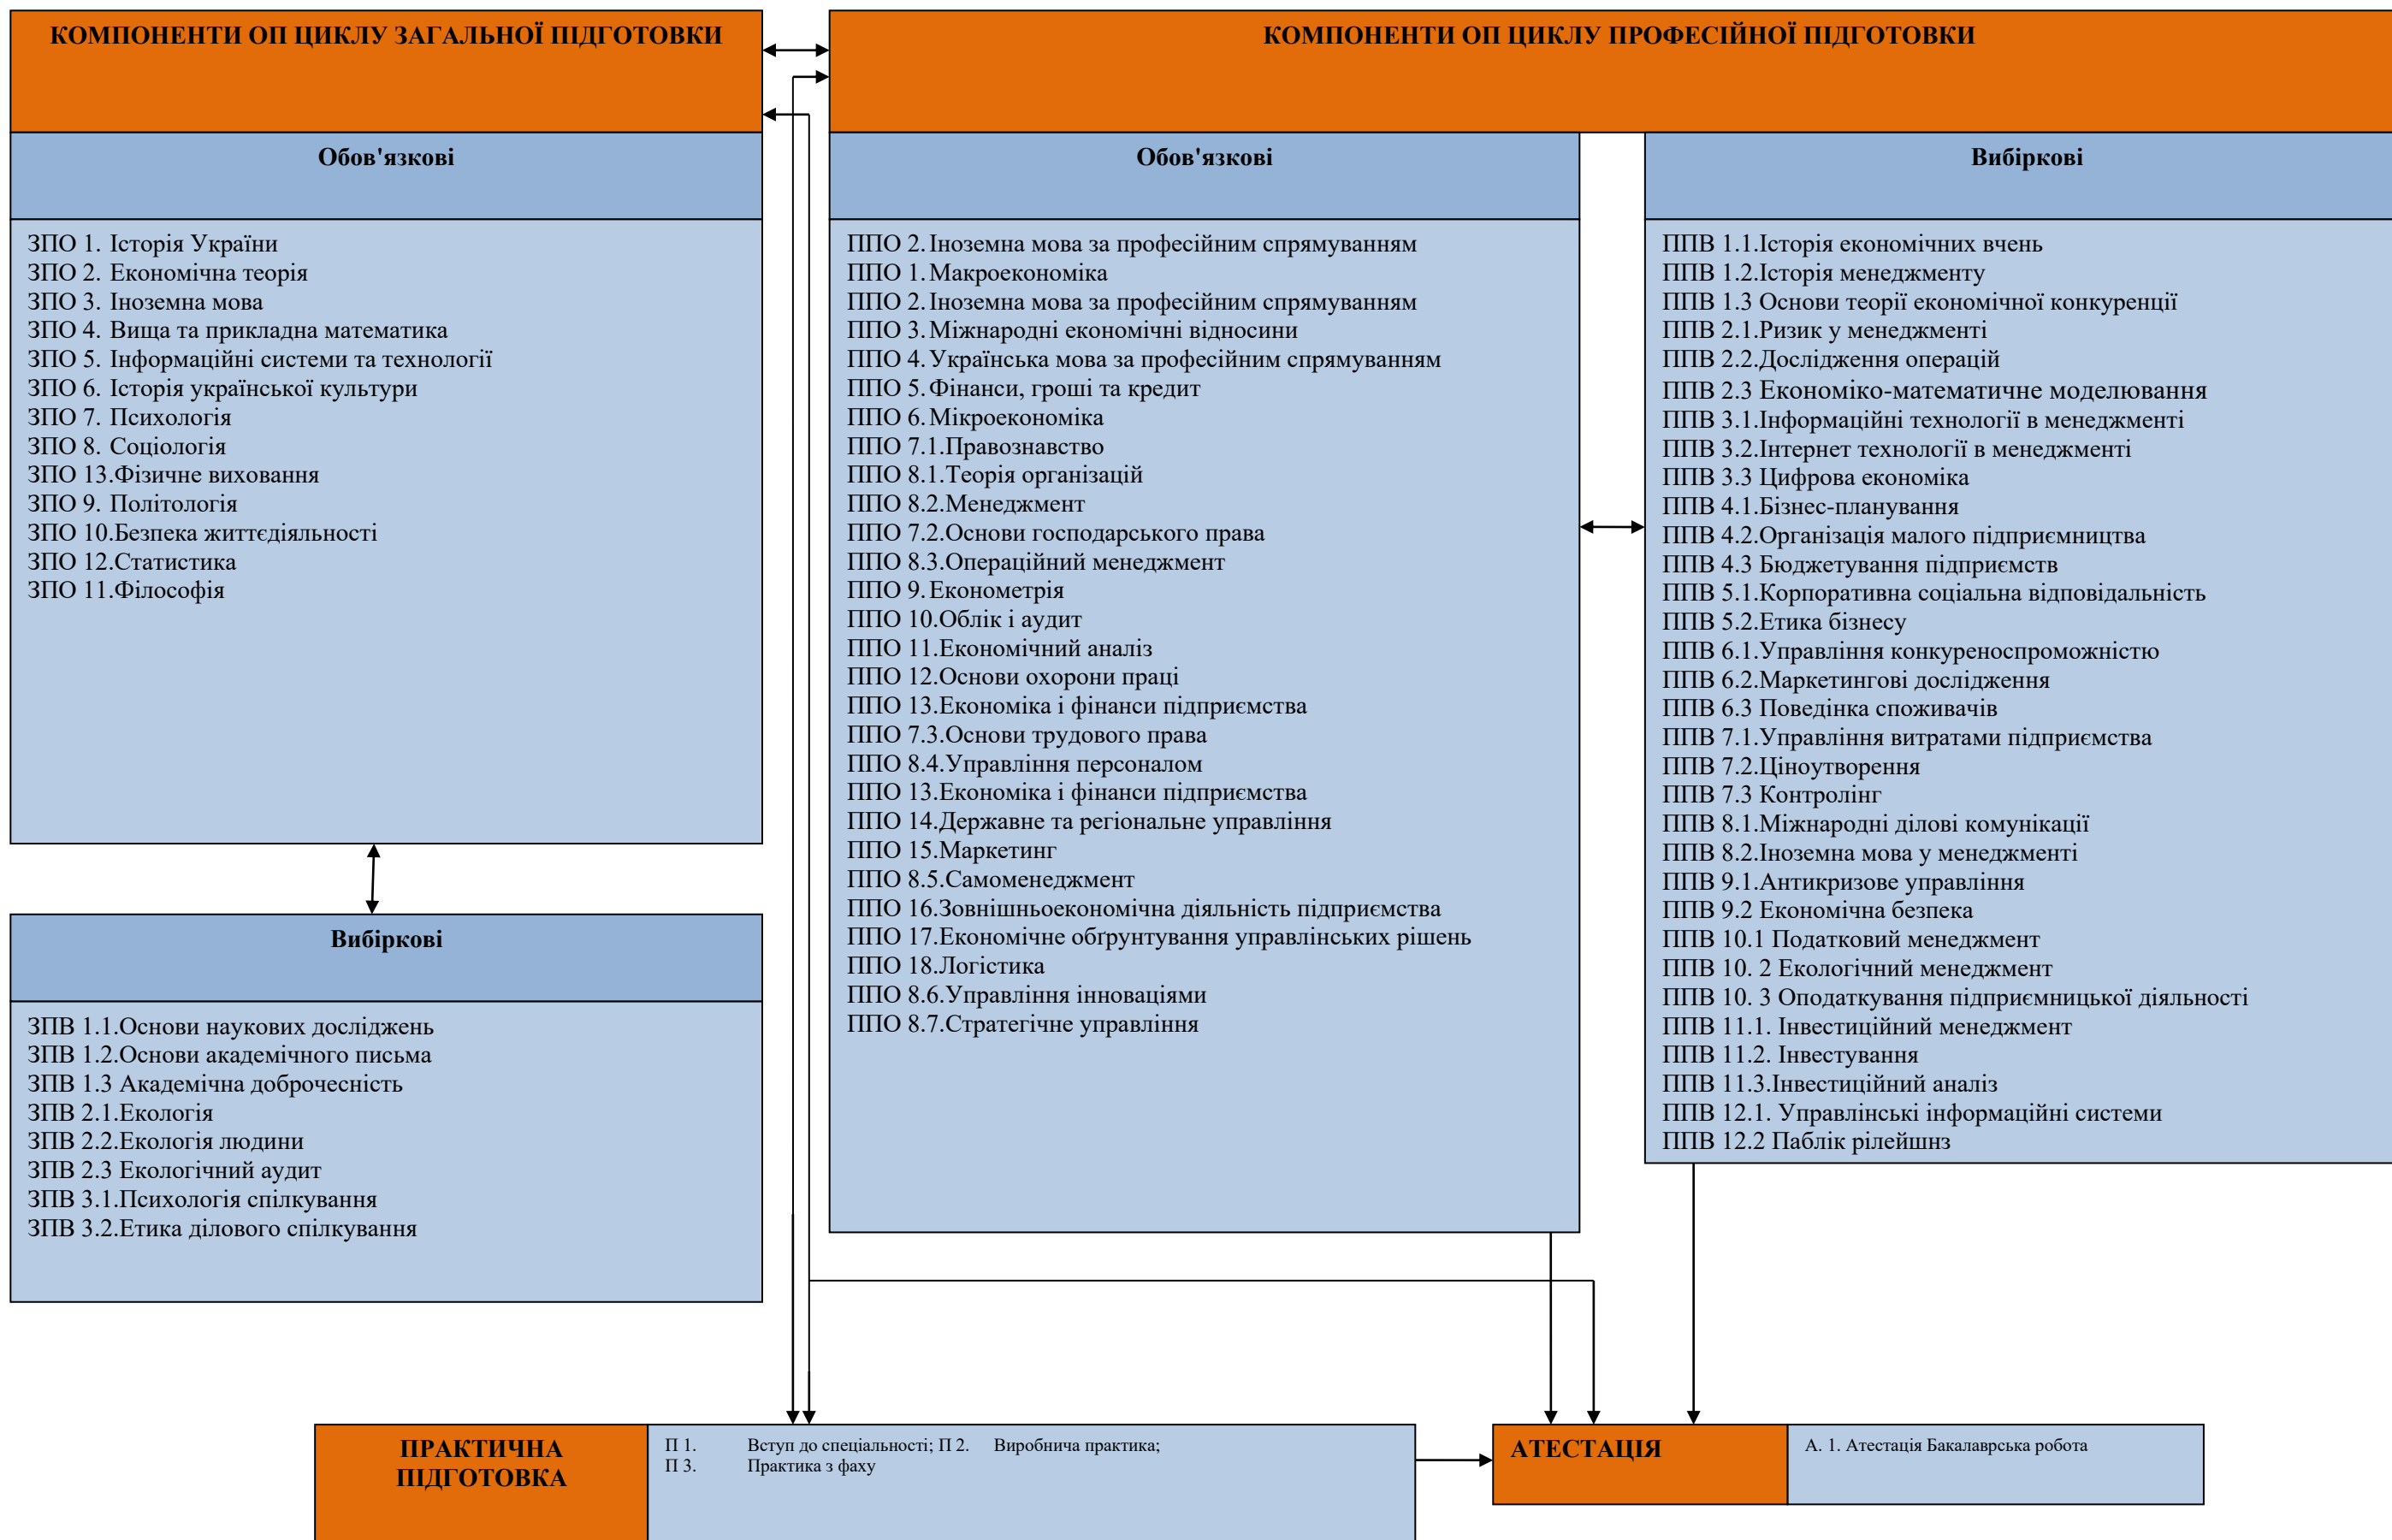 КОМПОНЕНТИ ОП ЦИКЛУ ЗАГАЛЬНОЇ ПІДГОТОВКИ
Обов'язкові
ЗПО 1. Історія України
ЗПО 2. Економічна теорія
ЗПО 3. Іноземна мова
ЗПО 4. Вища та прикладна математика
ЗПО 5. Інформаційні системи та технології
ЗПО 6. Історія української культури
ЗПО 7. Психологія
ЗПО 8. Соціологія
ЗПО 13.Фізичне виховання
ЗПО 9. Політологія
ЗПО 10.Безпека життєдіяльності
ЗПО 12.Статистика
ЗПО 11.Філософія
Вибіркові
ЗПВ 1.1.Основи наукових досліджень
ЗПВ 1.2.Основи академічного письма
ЗПВ 1.3 Академічна доброчесність
ЗПВ 2.1.Екологія
ЗПВ 2.2.Екологія людини
ЗПВ 2.3 Екологічний аудит
ЗПВ 3.1.Психологія спілкування
ЗПВ 3.2.Етика ділового спілкування
КОМПОНЕНТИ ОП ЦИКЛУ ПРОФЕСІЙНОЇ ПІДГОТОВКИ
Обов'язкові
ППО 2. Іноземна мова за професійним спрямуванням
ППО 1. Макроекономіка
ППО 2. Іноземна мова за професійним спрямуванням
ППО 3. Міжнародні економічні відносини
ППО 4. Українська мова за професійним спрямуванням
ППО 5. Фінанси, гроші та кредит
ППО 6. Мікроекономіка
ППО 7.1.Правознавство
ППО 8.1.Теорія організацій
ППО 8.2.Менеджмент
ППО 7.2.Основи господарського права
ППО 8.3.Операційний менеджмент
ППО 9. Економетрія
ППО 10.Облік і аудит
ППО 11.Економічний аналіз
ППО 12.Основи охорони праці
ППО 13.Економіка і фінанси підприємства
ППО 7.3.Основи трудового права
ППО 8.4.Управління персоналом
ППО 13.Економіка і фінанси підприємства
ППО 14.Державне та регіональне управління
ППО 15.Маркетинг
ППО 8.5.Самоменеджмент
ППО 16.Зовнішньоекономічна діяльність підприємства
ППО 17.Економічне обґрунтування управлінських рішень
ППО 18.Логістика
ППО 8.6.Управління інноваціями
ППО 8.7.Стратегічне управління
Вибіркові
ППВ 1.1.Історія економічних вчень
ППВ 1.2.Історія менеджменту
ППВ 1.3 Основи теорії економічної конкуренції
ППВ 2.1.Ризик у менеджменті
ППВ 2.2.Дослідження операцій
ППВ 2.3 Економіко-математичне моделювання
ППВ 3.1.Інформаційні технології в менеджменті
ППВ 3.2.Інтернет технології в менеджменті
ППВ 3.3 Цифрова економіка
ППВ 4.1.Бізнес-планування
ППВ 4.2.Організація малого підприємництва
ППВ 4.3 Бюджетування підприємств
ППВ 5.1.Корпоративна соціальна відповідальність
ППВ 5.2.Етика бізнесу
ППВ 6.1.Управління конкуреноспроможністю
ППВ 6.2.Маркетингові дослідження
ППВ 6.3 Поведінка споживачів
ППВ 7.1.Управління витратами підприємства
ППВ 7.2.Ціноутворення
ППВ 7.3 Контролінг
ППВ 8.1.Міжнародні ділові комунікації
ППВ 8.2.Іноземна мова у менеджменті
ППВ 9.1.Антикризове управління
ППВ 9.2 Економічна безпека
ППВ 10.1 Податковий менеджмент
ППВ 10. 2 Екологічний менеджмент
ППВ 10. 3 Оподаткування підприємницької діяльності
ППВ 11.1. Інвестиційний менеджмент
ППВ 11.2. Інвестування
ППВ 11.3.Інвестиційний аналіз
ППВ 12.1. Управлінські інформаційні системи
ППВ 12.2 Паблік рілейшнз
ПРАКТИЧНА
ПІДГОТОВКА
П 1. Вступ до спеціальності; П 2. Виробнича практика;
П 3. Практика з фаху
АТЕСТАЦІЯ
А. 1. Атестація Бакалаврська робота